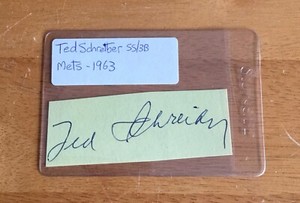 Ted Schreiber SS/3B
Mets - 1963
Ted Schreiber